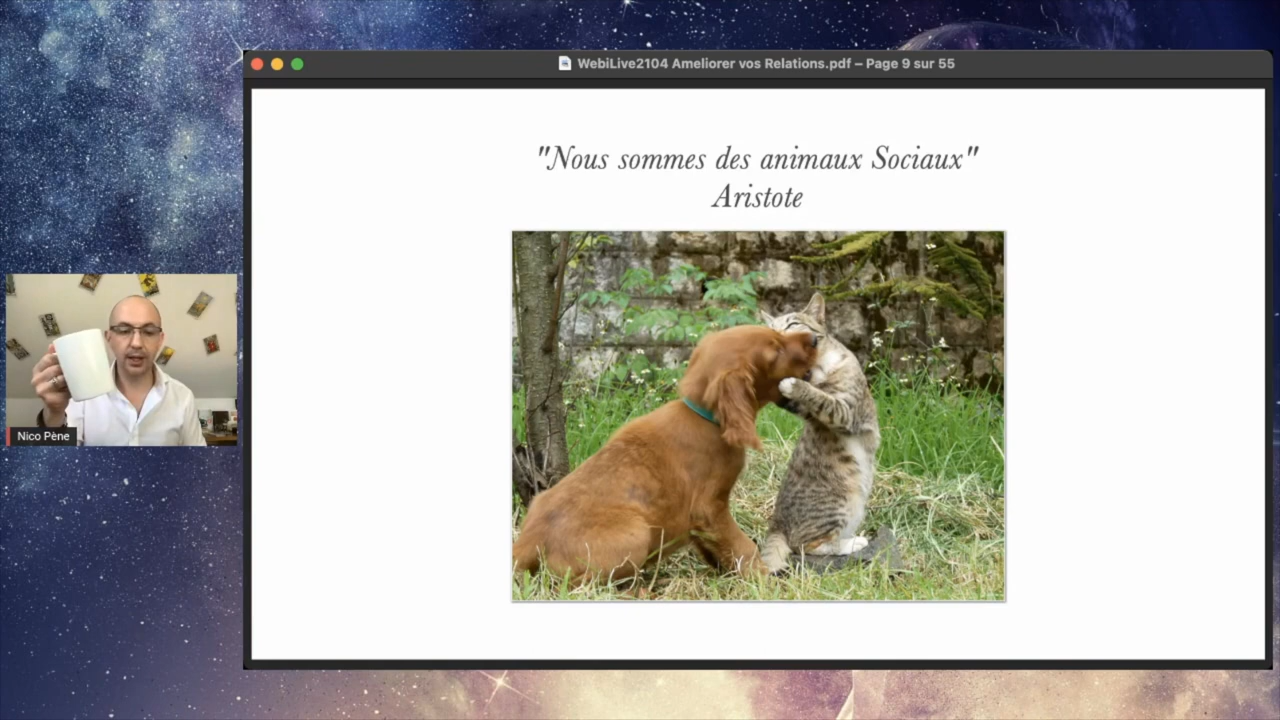 WebiLive2104 Ameliorer vos Relations.pdf – Page 9 sur 55
"Nous sommes des animaux Sociaux"
Aristote
Nico Pène